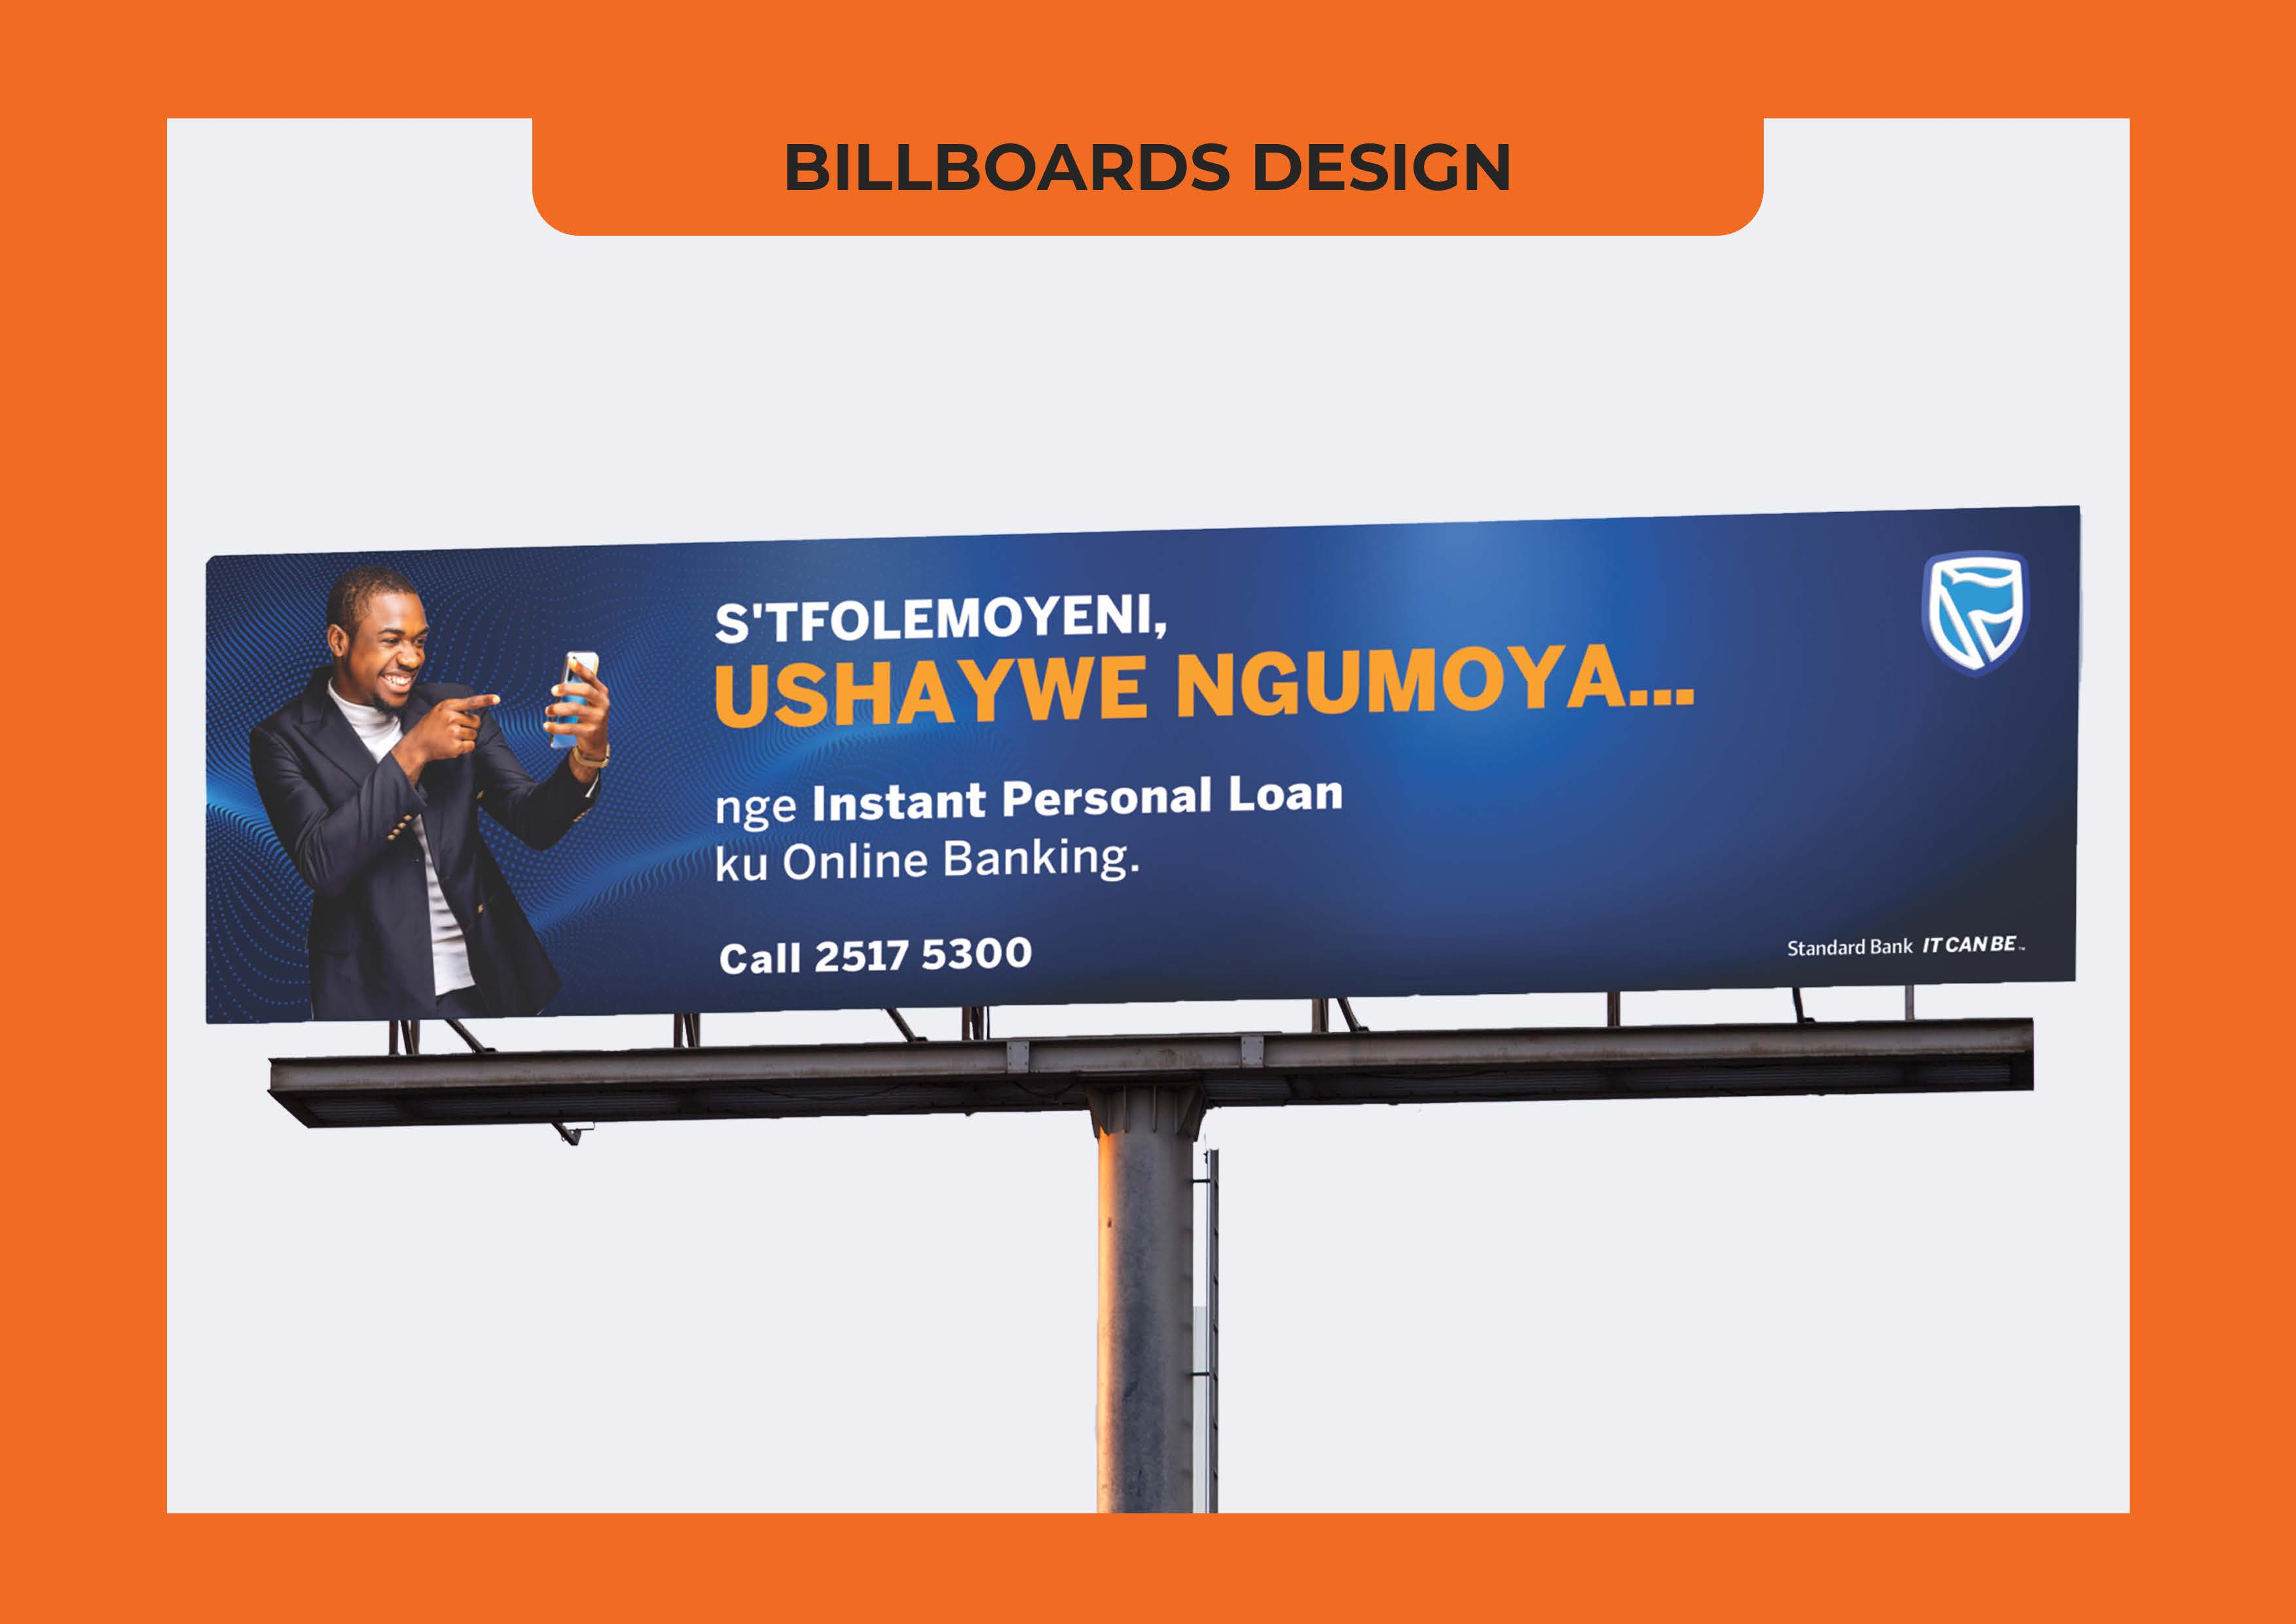 BILLBOARDS DESIGN
S'TFOLEMOYENI,
USHAYWE NGUMOYA...
nge Instant Personal Loan
ku Online Banking.
Call 2517 5300
Standard Bank IT CAN BE™